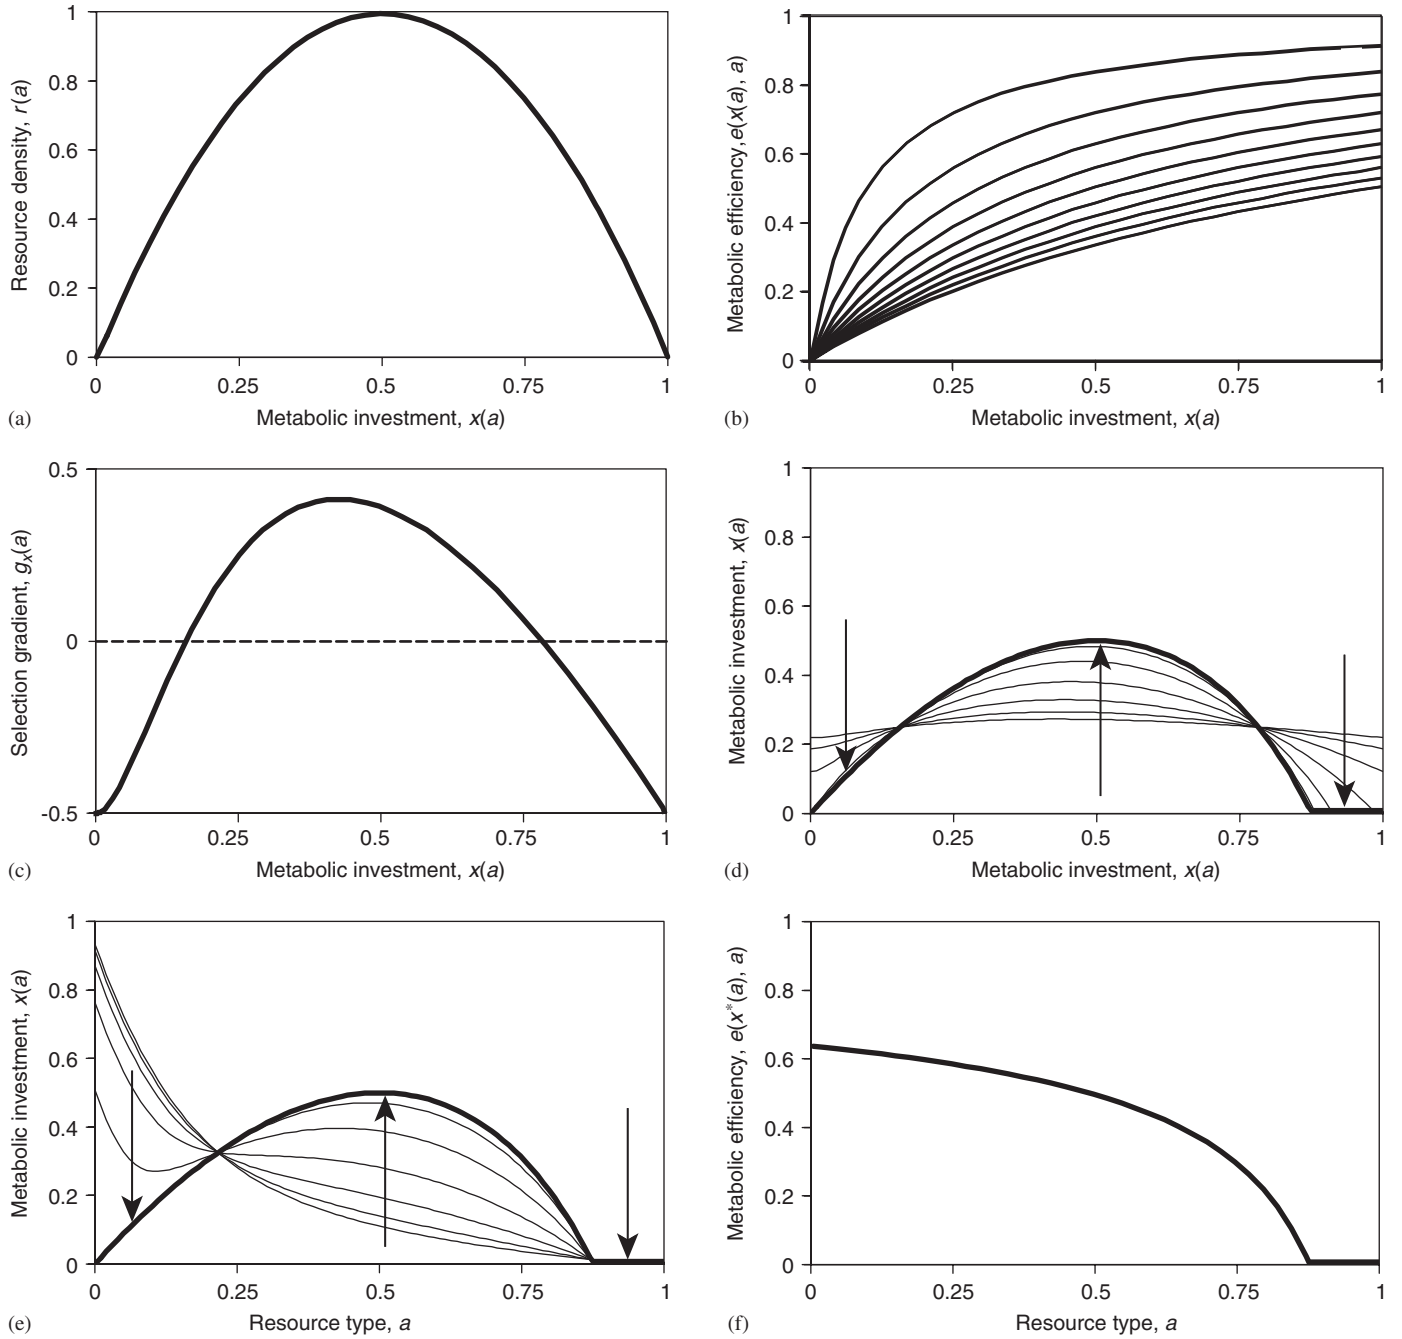 1
0.8
0.6
0.4
0.2
0
Resource density, r(a)
0 0.25 0.5 0.75 1
(a) Metabolic investment, x(a)
1
0.8
0.6
0.4
0.2
0
Metabolic efficiency,e(x(a), a)
0 0.25 0.5 0.75 1
(b) Metabolic investment, x(a)
0.5
0
-0.5
Selection gradient, gx(a)
0 0.25 0.5 0.75 1
(c) Metabolic investment, x(a)
1
0.8
0.6
0.4
0.2
0
Metabolic investment, x(a)
0 0.25 0.5 0.75 1
(d) Metabolic investment, x(a)
1
0.8
0.6
0.4
0.2
0
Metabolic investment, x(a)
0 0.25 0.5 0.75 1
(e) Resource type, a
1
0.8
0.6
0.4
0.2
0
Metabolic efficiency, e(x*(a), a)
0 0.25 0.5 0.75 1
(f) Resource type, a